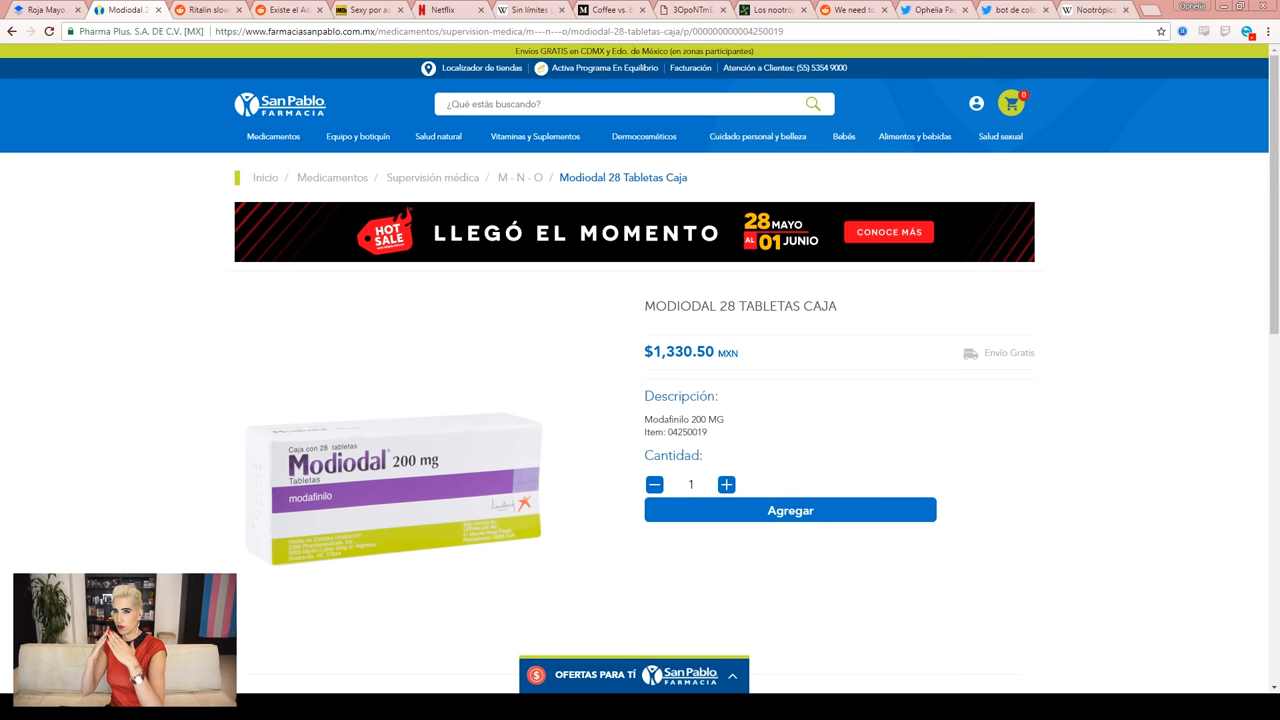 Roja Mayo
Modiodal 2
Ritalin slow
Existe el Ad
Sexy por ac
Netflix
Sin límites (
Coffee vs. b
3OpoNTmE
Los nootróp
We need to
Ophelia Pas
bot de colo
Nootrópico
Ophelia
Pharma Plus. S.A. DE C.V. [MX]
https://www.farmaciasanpablo.com.mx/medicamentos/supervision-medica/m---n---o/modiodal-28-tabletas-caja/p/000000000004250019
Envíos GRATIS en CDMX y Edo. de México (en zonas participantes)
Localizador de tiendas
Activa Programa En Equilibrio
Facturación
Atención a Clientes: (55) 5354 9000
San Pablo
FARMACIA
¿Qué estás buscando?
0
Medicamentos
Equipo y botiquín
Salud natural
Vitaminas y Suplementos
Dermocosméticos
Cuidado personal y belleza
Bebés
Alimentos y bebidas
Salud sexual
Inicio / Medicamentos / Supervisión médica / M - N - O / Modiodal 28 Tabletas Caja
HOT
SALE
LLEGÓ EL MOMENTO
28 MAYO
AL 01 JUNIO
CONOCE MÁS
MODIODAL 28 TABLETAS CAJA
$1,330.50 MXN
Envío Gratis
Descripción:
Modafinilo 200 MG
Item: 04250019
Cantidad:
1
Agregar
Caja con 28 tabletas
Modiodal® 200 mg
Tabletas
modafinilo
OFERTAS PARA TÍ
San Pablo
FARMACIA